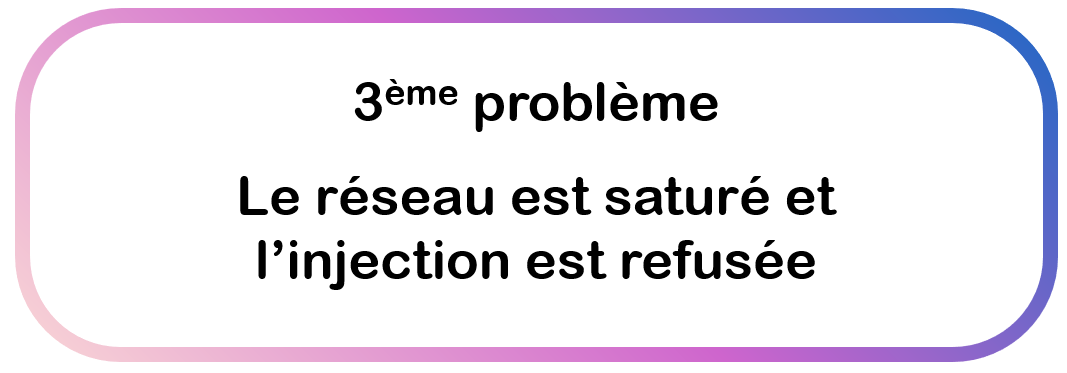 3ème problème
Le réseau est saturé et
l’injection est refusée